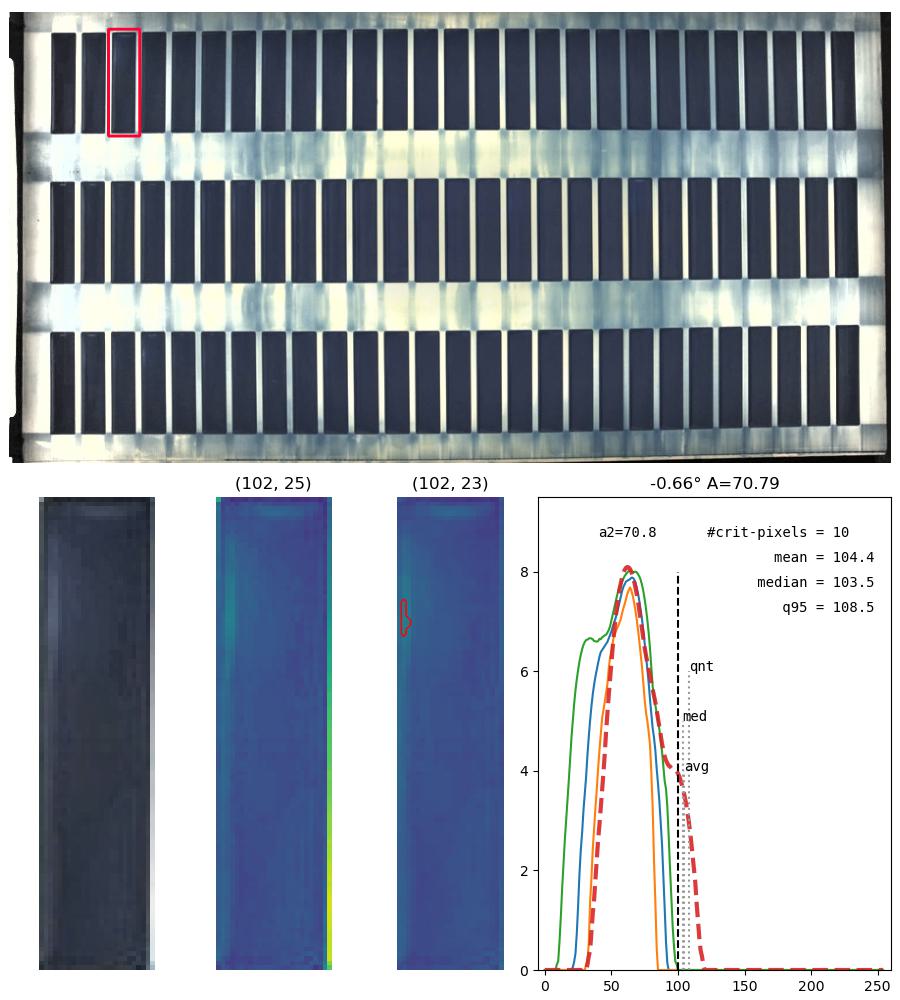 (102, 25)
(102, 23)
-0.66° A=70.79
a2=70.8
#crit-pixels = 10
mean = 104.4
median = 103.5
q95 = 108.5
qnt
med
avg
8
6
4
2
0
0
50
100
150
200
250